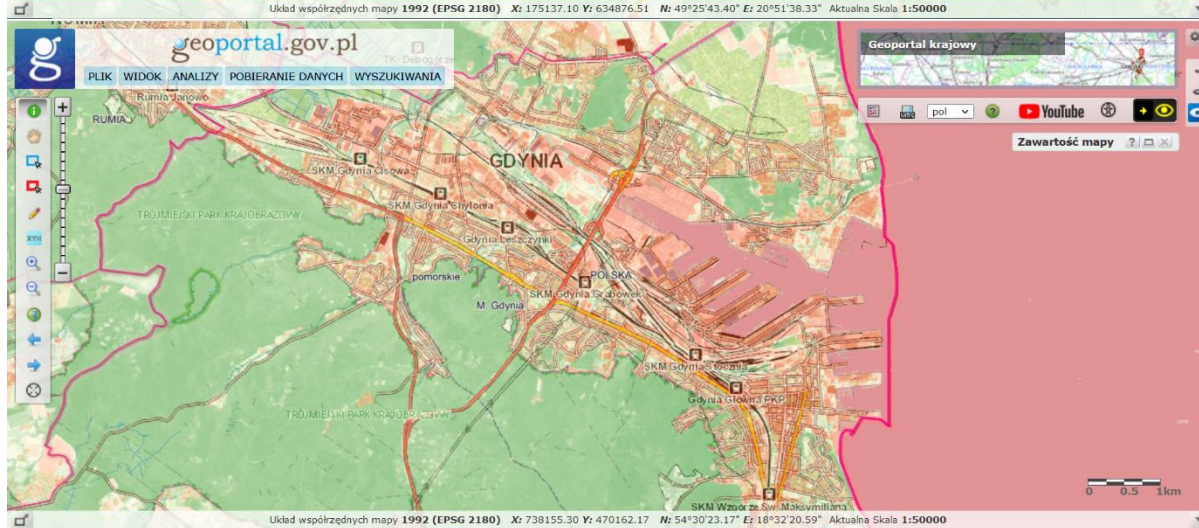 Układ współrzędnych mapy 1992 (EPSG 2180) X: 175137.10 Y: 634876.51 N: 49°25'43.40" E: 20°51'38.33" Aktualna Skala 1:50000
geoportal.gov.pl
PLIK WIDOK ANALIZY POBIERANIE DANYCH WYSZUKIWANIA
Geoportal krajowy
pol
YouTube
Zawartość mapy
Rumia Janowo
RUMIA
GDYNIA
SKM Gdynia Cisowa
SKM Gdynia Chylonia
TRÓJMIEJSKI PARK KRAJOBRAZOWY
Gdynia Leszczynki
pomorskie
POLSKA
SKM Gdynia Grabówek
M. Gdynia
SKM Gdynia Stocznia
Gdynia Główna PKP
TRÓJMIEJSKI PARK KRAJOBRAZOWY
0 0.5 1km
SKM Wzgórze Św. Maksymiliana
Układ współrzędnych mapy 1992 (EPSG 2180) X: 738155.30 Y: 470162.17 N: 54°30'23.17" E: 18°32'20.59" Aktualna Skala 1:50000